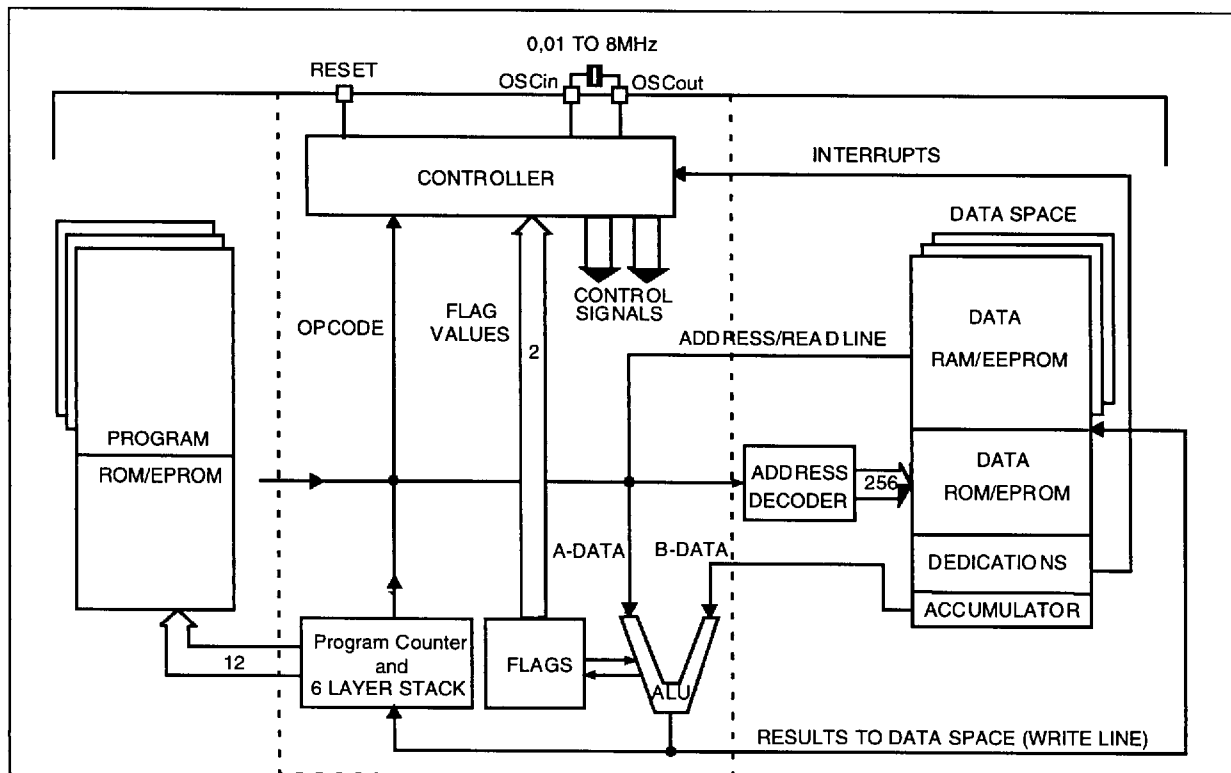 0,01 TO 8MHz
RESET
OSCin
OSCout
CONTROLLER
INTERRUPTS
DATA SPACE
OPCODE
FLAG
VALUES
2
CONTROL
SIGNALS
ADDRESS/READ LINE
DATA
RAM/EEPROM
PROGRAM
ROM/EPROM
ADDRESS
DECODER
256
DATA
ROM/EPROM
A-DATA
B-DATA
DEDICATIONS
ACCUMULATOR
12
Program Counter
and
6 LAYER STACK
FLAGS
ALU
RESULTS TO DATA SPACE (WRITE LINE)